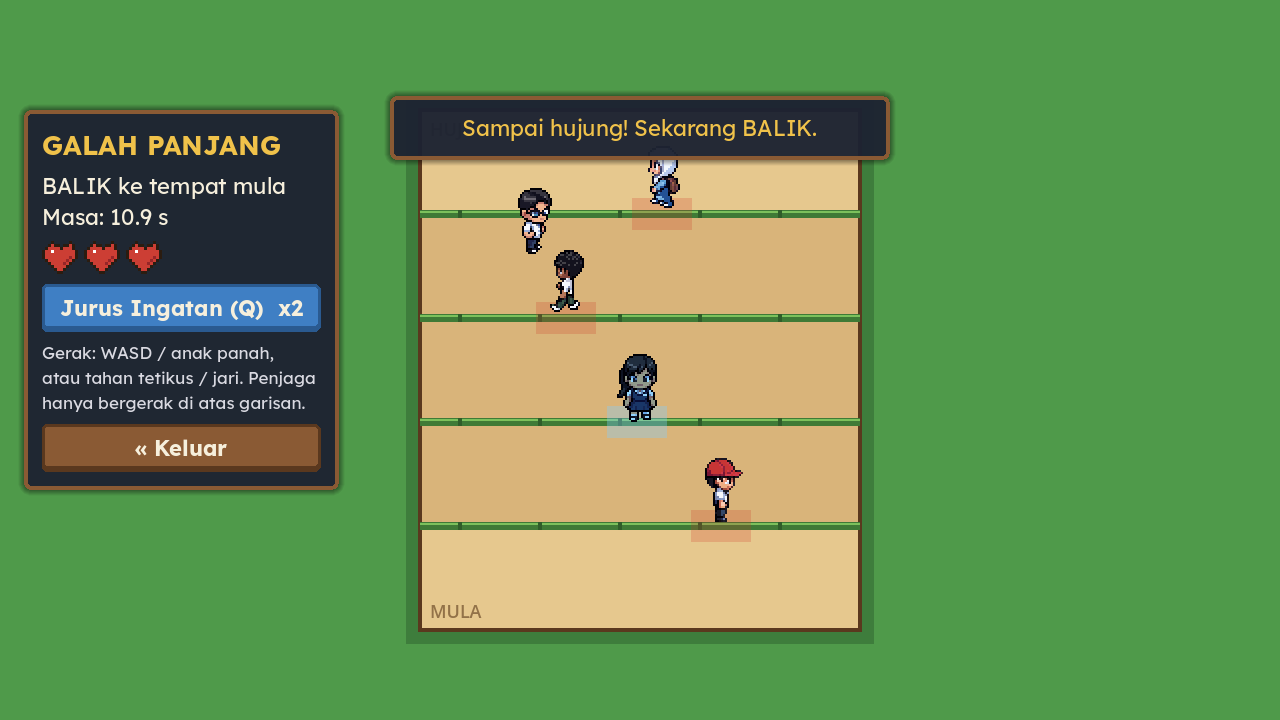 GALAH PANJANG
BALIK ke tempat mula
Masa: 10.9 s
Jurus Ingatan (Q) x2
Gerak: WASD / anak panah,
atau tahan tetikus / jari. Penjaga
hanya bergerak di atas garisan.
« Keluar
Sampai hujung! Sekarang BALIK.
MULA